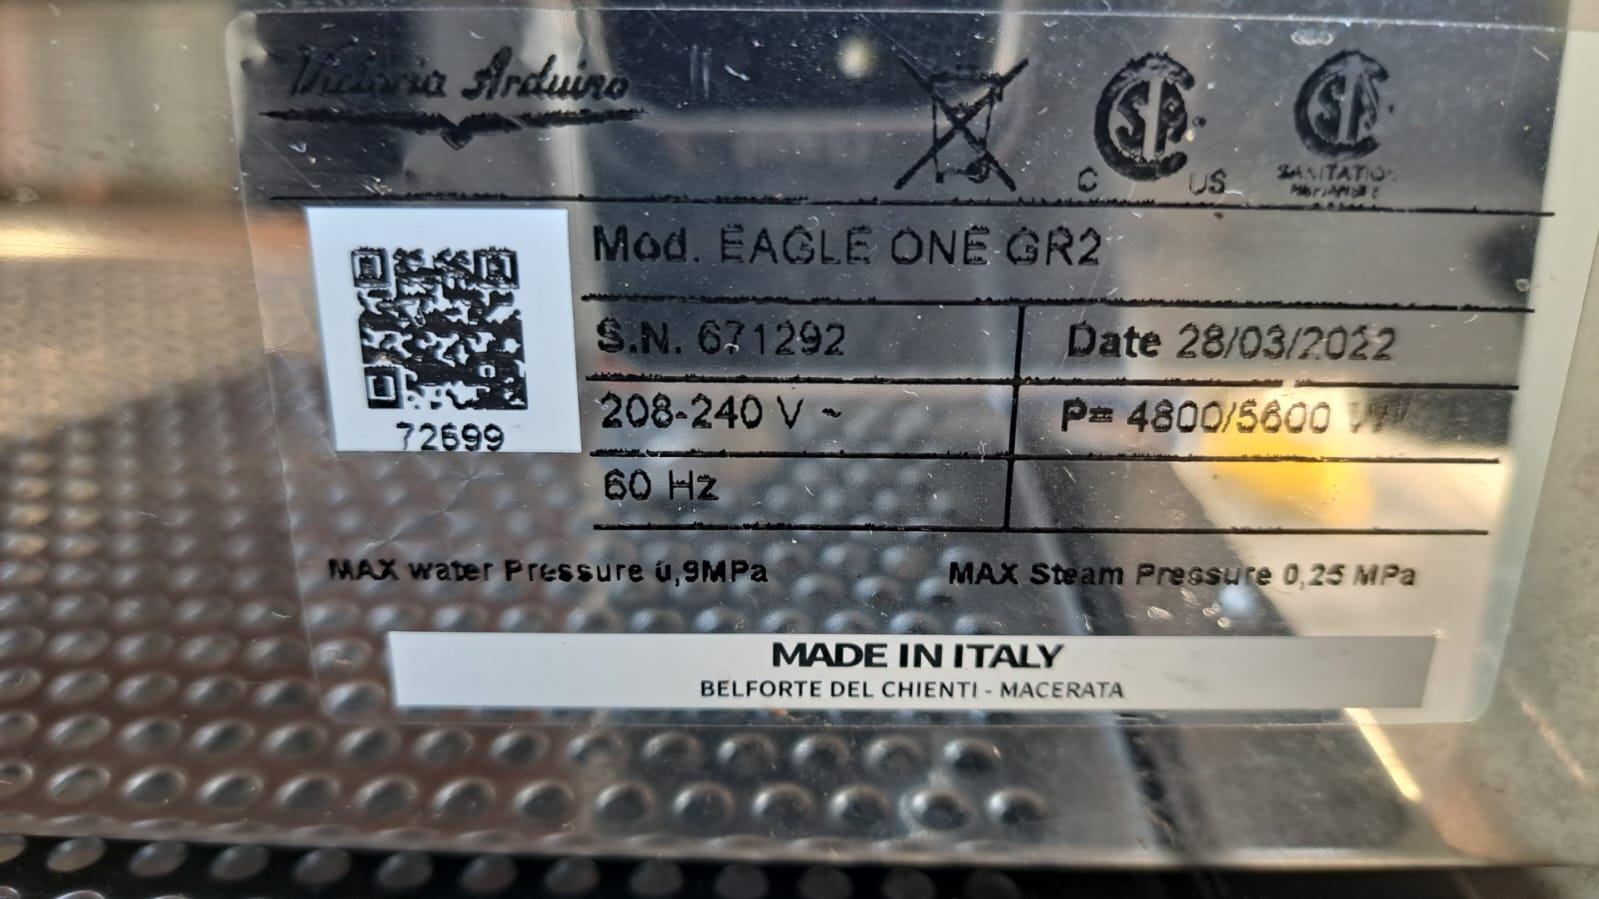 Victoria Arduino
C US
SANITATION
Mod. EAGLE ONE GR2
S.N. 671292 Date 28/03/2022
72699
208-240 V ~ P= 4800/5600 W
60 Hz
MAX water Pressure 0,9MPa MAX Steam Pressure 0,25 MPa
MADE IN ITALY
BELFORTE DEL CHIENTI - MACERATA